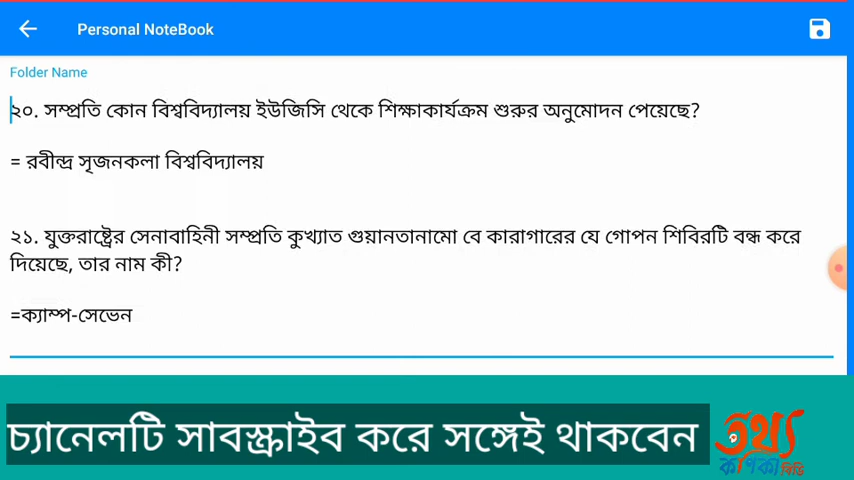 Personal NoteBook
Folder Name
২০. সম্প্রতি কোন বিশ্ববিদ্যালয় ইউজিসি থেকে শিক্ষাকার্যক্রম শুরুর অনুমোদন পেয়েছে?
= রবীন্দ্র সৃজনকলা বিশ্ববিদ্যালয়
২১. যুক্তরাষ্ট্রের সেনাবাহিনী সম্প্রতি কুখ্যাত গুয়ানতানামো বে কারাগারের যে গোপন শিবিরটি বন্ধ করে
দিয়েছে, তার নাম কী?
=ক্যাম্প-সেভেন
চ্যানেলটি সাবস্ক্রাইব করে সঙ্গেই থাকবেন
তথ্য
কণিকা বিডি